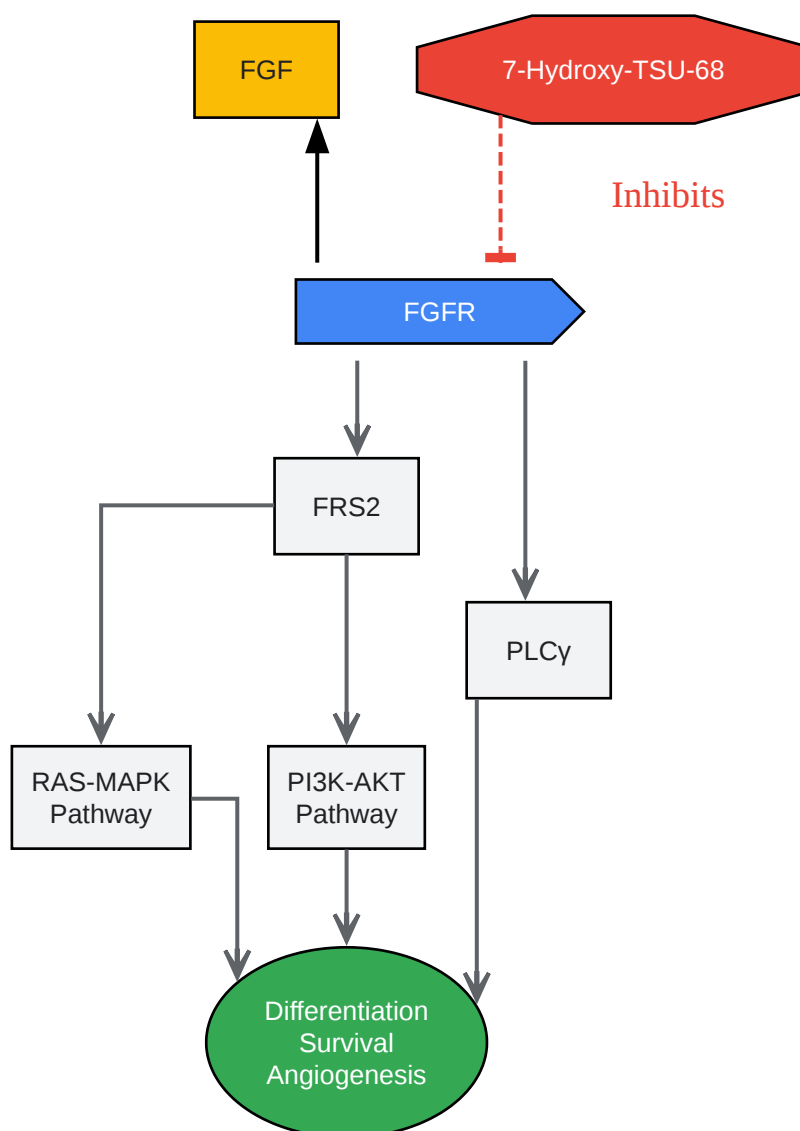 FGF
7-Hydroxy-TSU-68
Inhibits
FGFR
FRS2
PLCγ
RAS-MAPK
Pathway
PI3K-AKT
Pathway
Differentiation
Survival
Angiogenesis